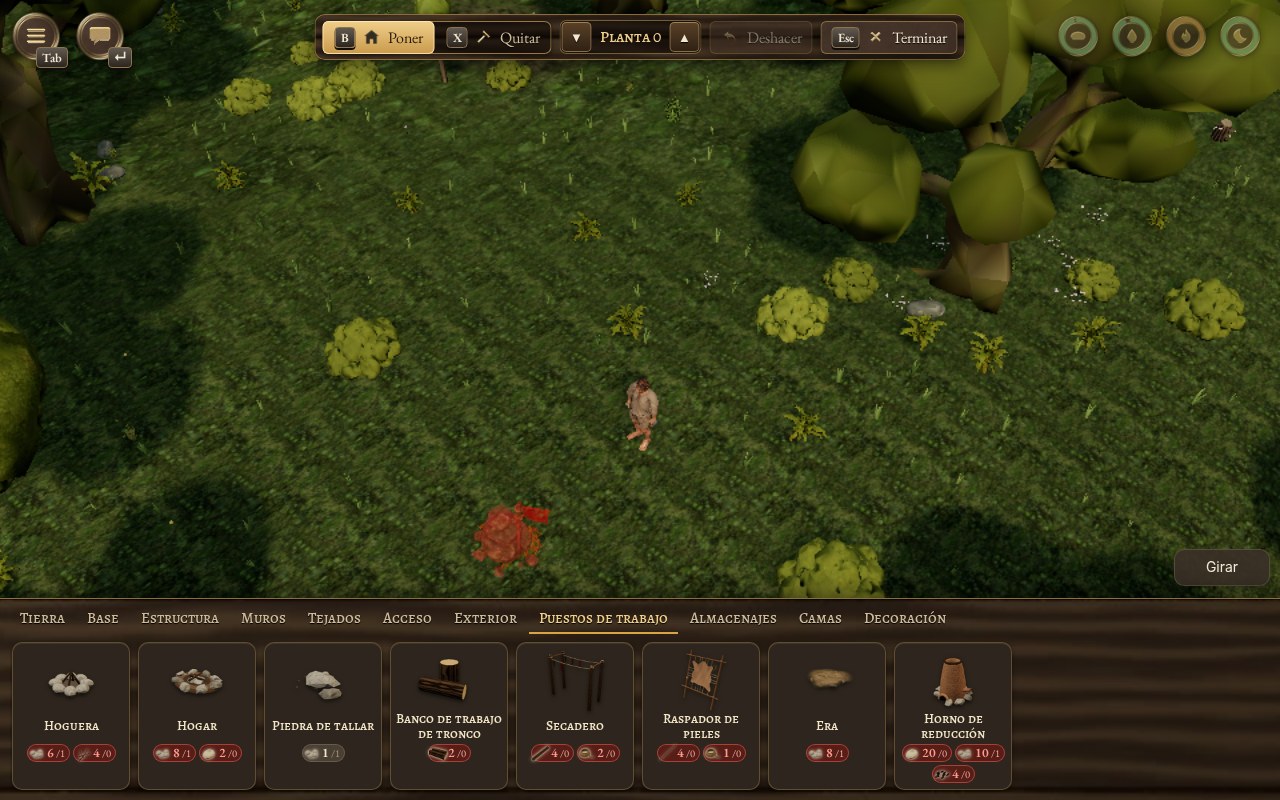 Tab
↵
B Poner
X Quitar
▼ Planta 0 ▲
Deshacer
Esc ✕ Terminar
Girar
Tierra Base Estructura Muros Tejados Acceso Exterior Puestos de trabajo Almacenajes Camas Decoración
Hoguera
6/1 4/0
Hogar
8/1 2/0
Piedra de tallar
1/1
Banco de trabajo
de tronco
2/0
Secadero
4/0 2/0
Raspador de
pieles
4/0 1/0
Era
8/1
Horno de
reducción
20/0 10/1
4/0